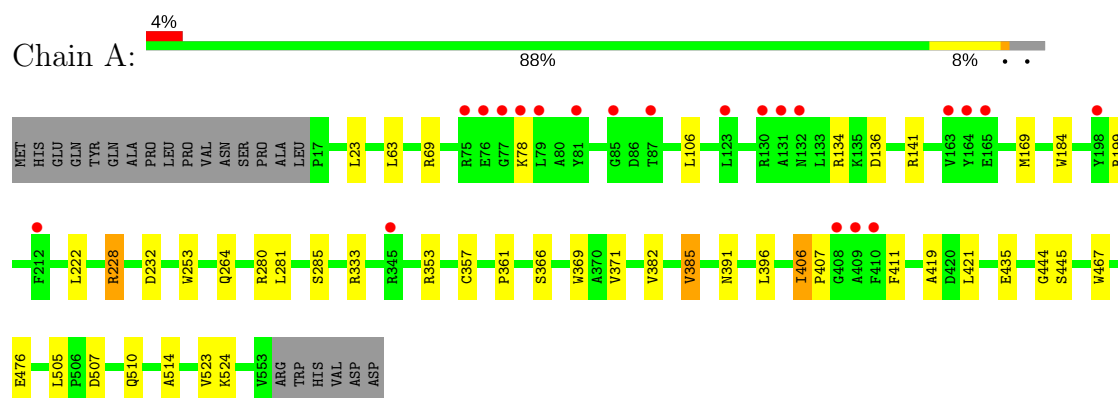 4%
Chain A:
88% 8% • •
MET HIS GLU GLN TYR GLN ALA PRO LEU PRO VAL ASN SER PRO ALA LEU P17 L23 L63 R69 R75 E76 G77 K78 L79 A80 Y81 G85 D86 T87 L106 L123 R130 A131 N132 L133 R134 K135 D136 R141 V163 Y164 E165 M169 W184 Y198
F212 L222 R228 D232 W253 Q264 R280 L281 S285 R333 R345 R353 C357 P361 S366 W369 A370 V371 V382 V385 N391 L396 I406 P407 G408 A409 F410 F411 A419 D420 L421 E435 G444 S445 W467
E476 L505 P506 D507 Q510 A514 V523 K524 V553 ARG TRP HIS VAL ASP ASP